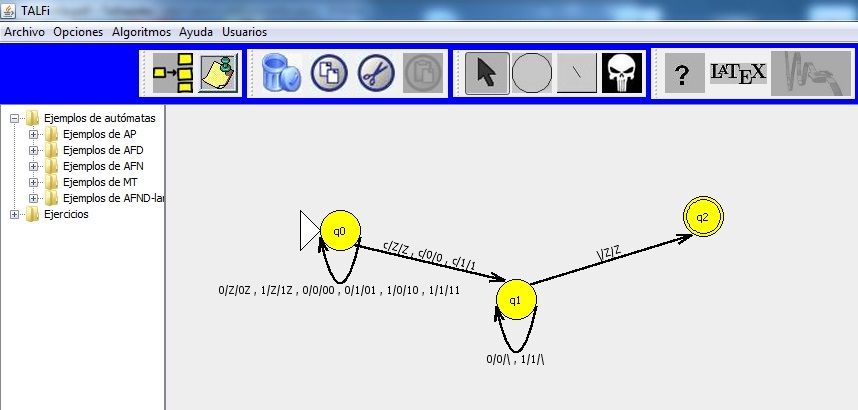 TALFi
Archivo Opciones Algoritmos Ayuda Usuarios
? LATEX
Ejemplos de autómatas
Ejemplos de AP
Ejemplos de AFD
Ejemplos de AFN
Ejemplos de MT
Ejemplos de AFND-la
Ejercicios
q2
q0
c/Z/Z , c/0/0 , c/1/1
\/Z/Z
0/Z/0Z , 1/Z/1Z , 0/0/00 , 0/1/01 , 1/0/10 , 1/1/11
q1
0/0/\ , 1/1/\